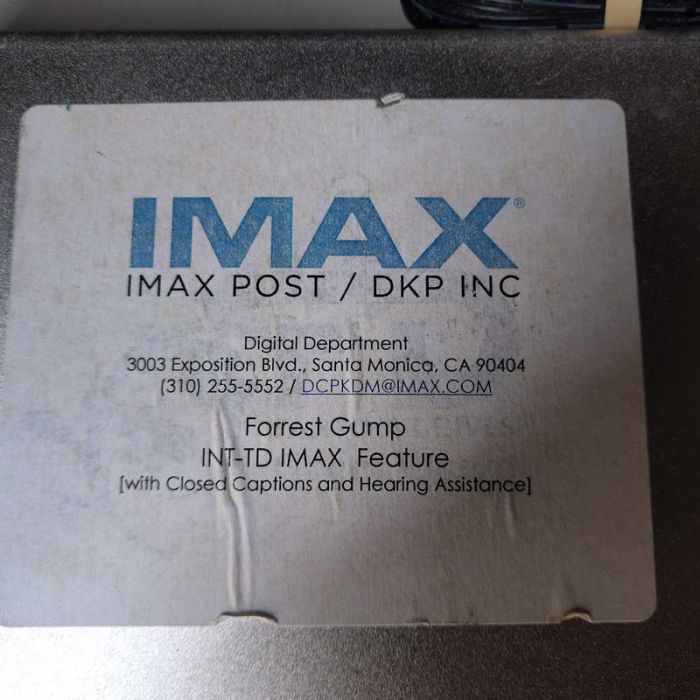 IMAX®
IMAX POST / DKP INC
Digital Department
3003 Exposition Blvd., Santa Monica, CA 90404
(310) 255-5552 / DCPKDM@IMAX.COM
Forrest Gump
INT-TD IMAX Feature
[with Closed Captions and Hearing Assistance]